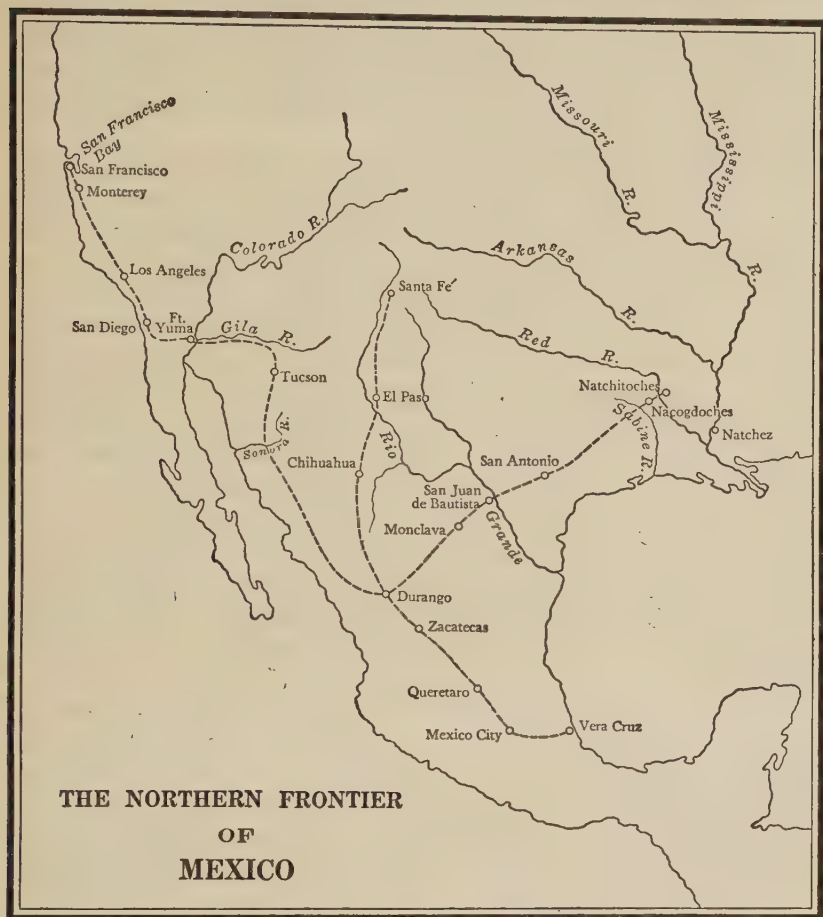 San Francisco
Bay
San Francisco
Monterey
Los Angeles
San Diego
Ft.
Yuma
Colorado R.
Gila R.
Tucson
Sonora R.
Missouri R.
Mississippi R.
Arkansas R.
Santa Fé
Red R.
El Paso
Rio Grande
Chihuahua
Natchitoches
Nacogdoches
Natchez
Sabine R.
San Antonio
San Juan
de Bautista
Monclava
Durango
Zacatecas
Queretaro
Mexico City
Vera Cruz
THE NORTHERN FRONTIER
OF
MEXICO